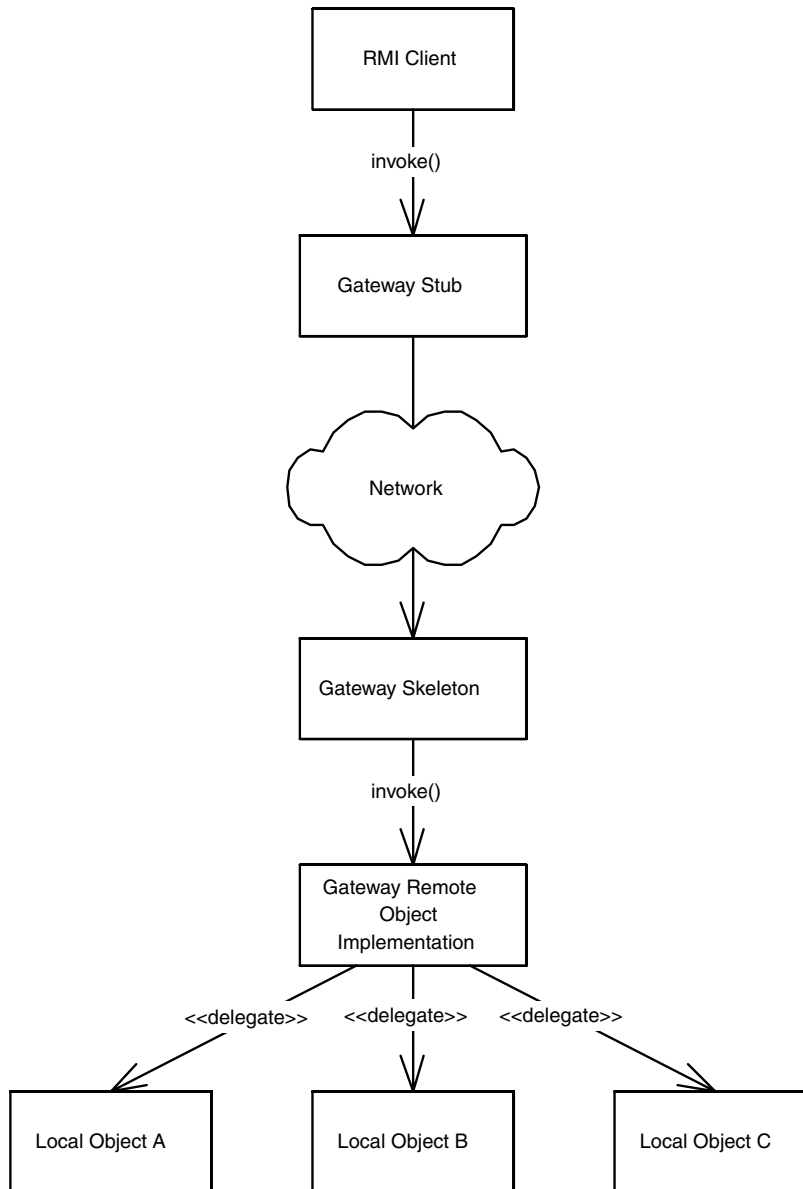 RMI Client
invoke()
Gateway Stub
Network
Gateway Skeleton
invoke()
Gateway Remote
Object
Implementation
<<delegate>> <<delegate>> <<delegate>>
Local Object A Local Object B Local Object C